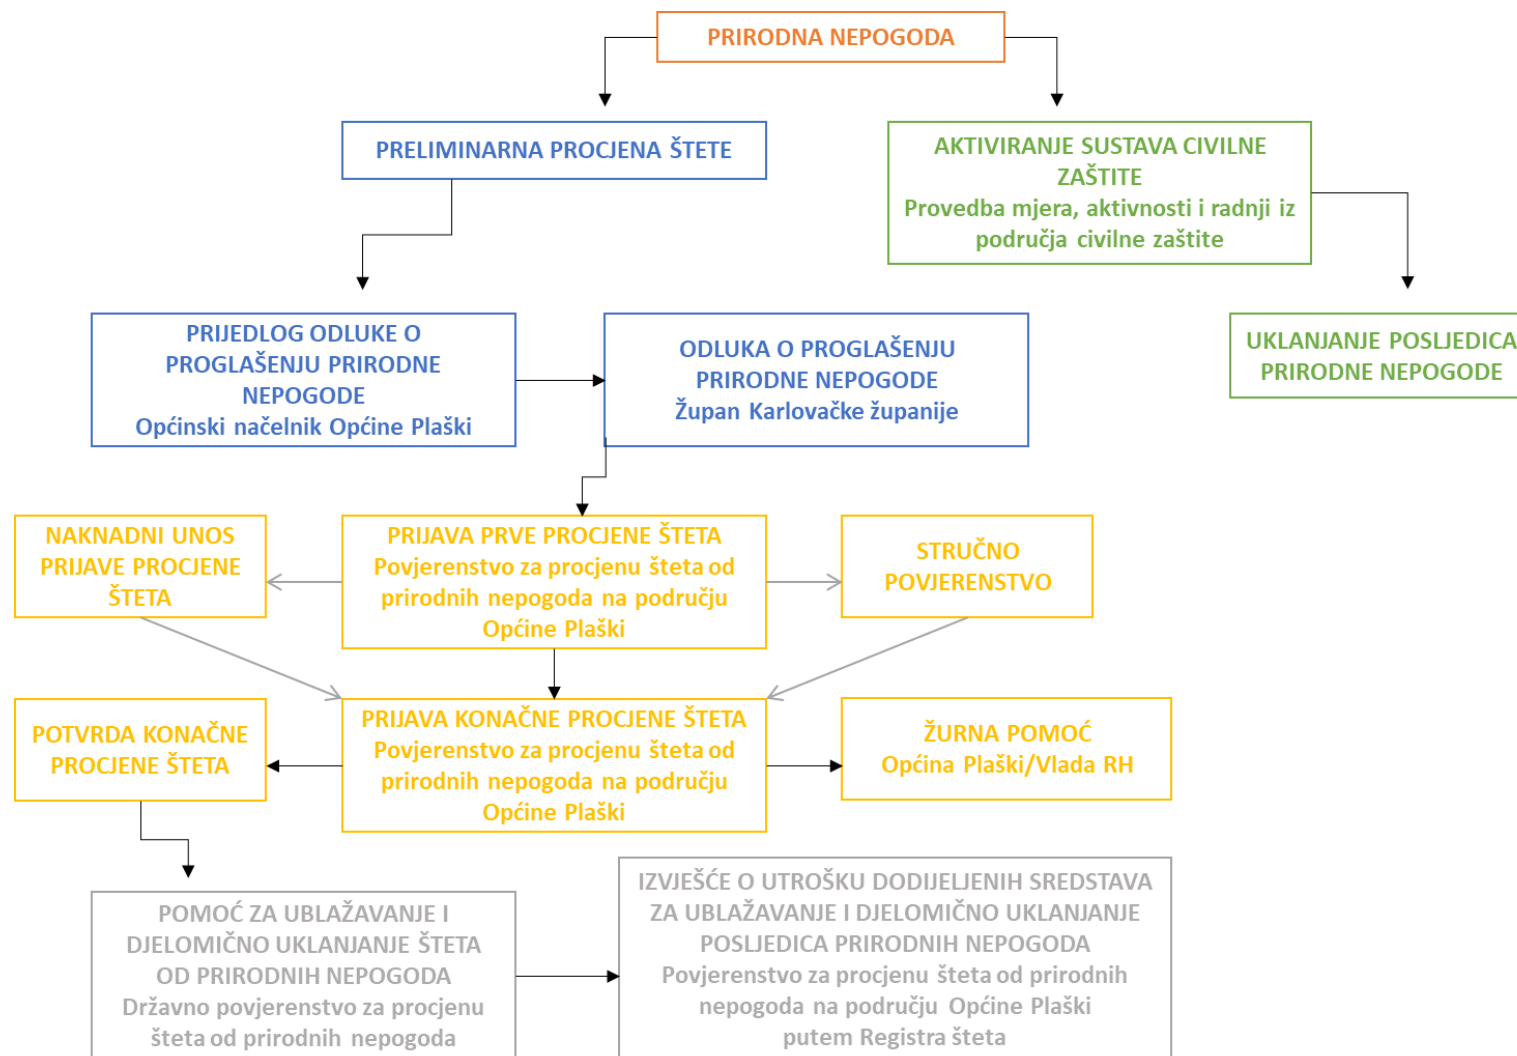 PRIRODNA NEPOGODA
PRELIMINARNA PROCJENA ŠTETE
AKTIVIRANJE SUSTAVA CIVILNE
ZAŠTITE
Provedba mjera, aktivnosti i radnji iz
područja civilne zaštite
PRIJEDLOG ODLUKE O
PROGLAŠENJU PRIRODNE
NEPOGODE
Općinski načelnik Općine Plaški
ODLUKA O PROGLAŠENJU
PRIRODNE NEPOGODE
Župan Karlovačke županije
UKLANJANJE POSLJEDICA
PRIRODNE NEPOGODE
NAKNADNI UNOS
PRIJAVE PROCJENE
ŠTETA
PRIJAVA PRVE PROCJENE ŠTETA
Povjerenstvo za procjenu šteta od
prirodnih nepogoda na području
Općine Plaški
STRUČNO
POVJERENSTVO
POTVRDA KONAČNE
PROCJENE ŠTETA
PRIJAVA KONAČNE PROCJENE ŠTETA
Povjerenstvo za procjenu šteta od
prirodnih nepogoda na području
Općine Plaški
ŽURNA POMOĆ
Općina Plaški/Vlada RH
POMOĆ ZA UBLAŽAVANJE I
DJELOMIČNO UKLANJANJE ŠTETA
OD PRIRODNIH NEPOGODA
Državno povjerenstvo za procjenu
šteta od prirodnih nepogoda
IZVJEŠĆE O UTROŠKU DODIJELJENIH SREDSTAVA
ZA UBLAŽAVANJE I DJELOMIČNO UKLANJANJE
POSLJEDICA PRIRODNIH NEPOGODA
Povjerenstvo za procjenu šteta od prirodnih
nepogoda na području Općine Plaški
putem Registra šteta